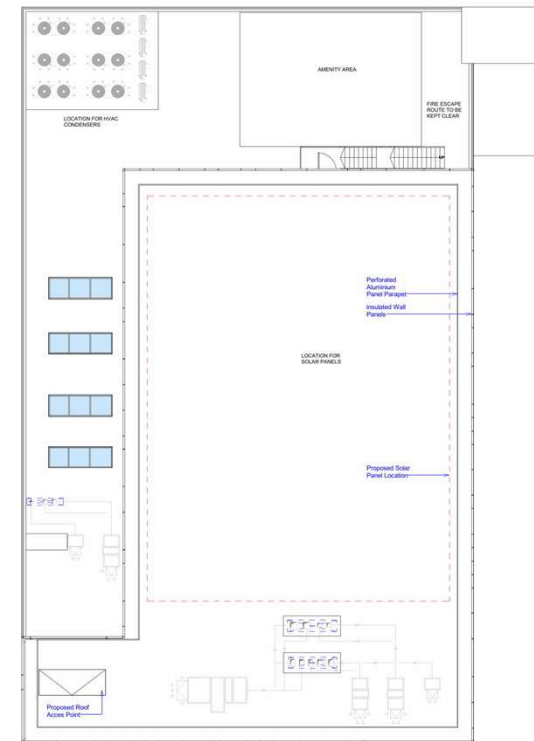 AMENITY AREA
FIRE ESCAPE
ROUTE TO BE
KEPT CLEAR
LOCATION FOR HVAC
CONDENSERS
UP
Perforated
Aluminium
Panel Parapet
insulated Wall
Panels
LOCATION FOR
SOLAR PANELS
Proposed Solar
Panel Location
Proposed Roof
Acces Point